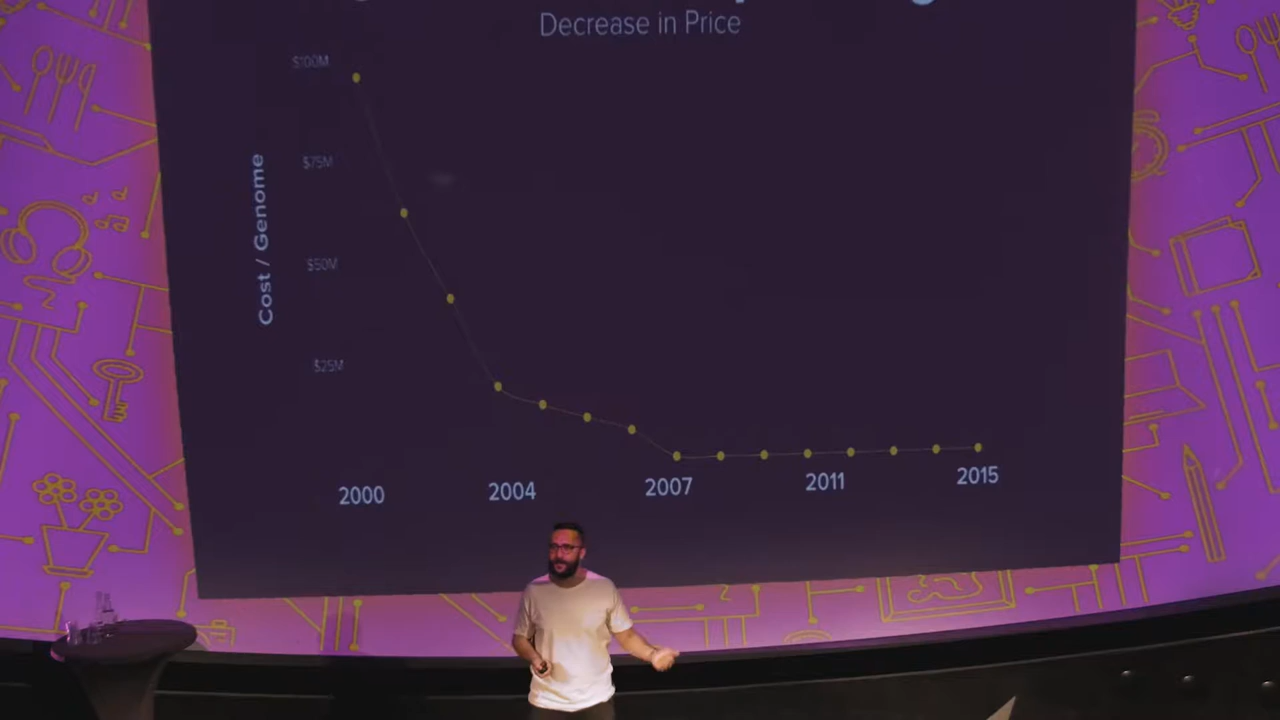 Decrease in Price
$100M
$75M
$50M
$25M
Cost / Genome
2000 2004 2007 2011 2015